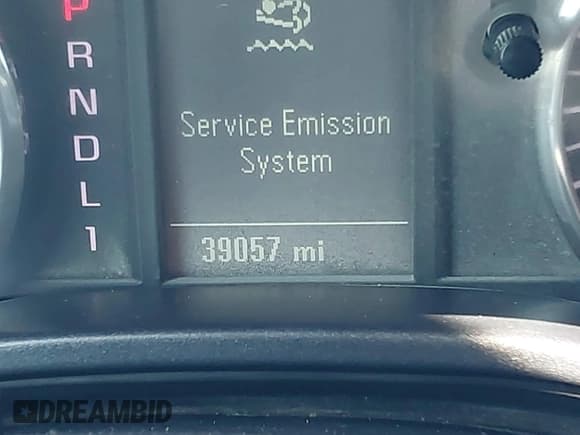 P
R
N
D
L
1
Service Emission
System
39057 mi
DREAMBID